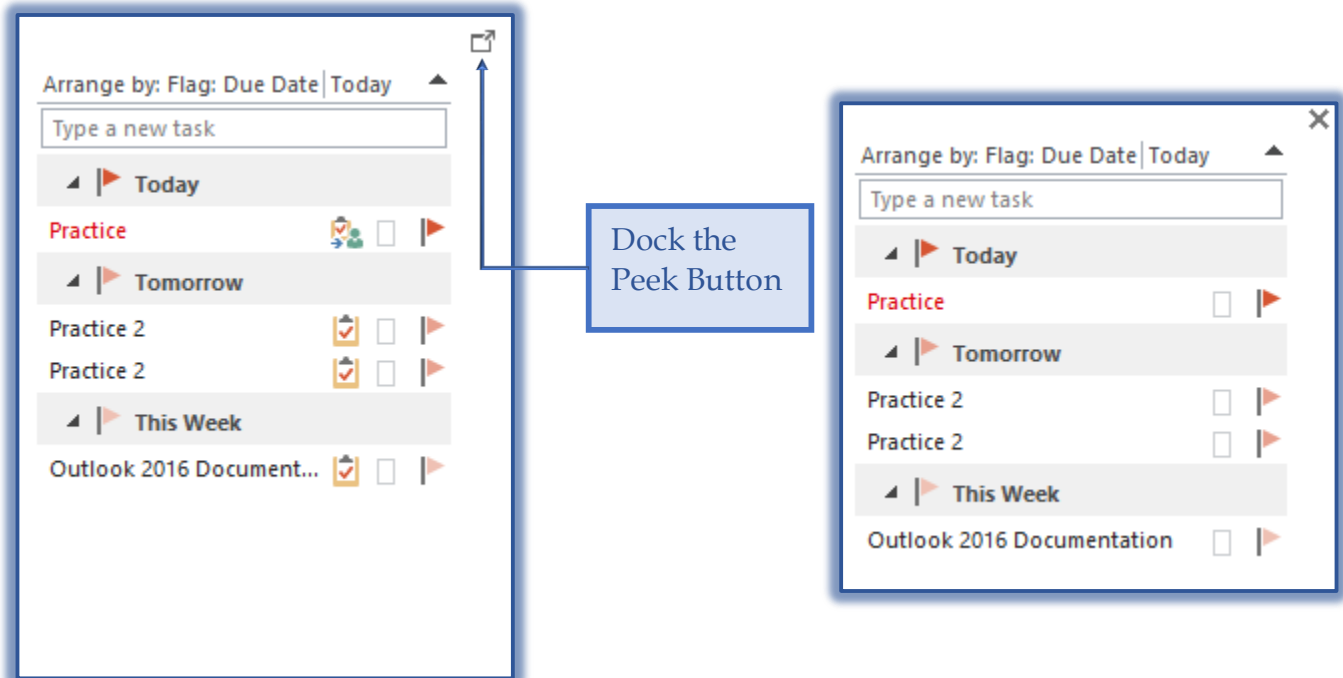 Arrange by: Flag: Due Date Today
Type a new task
Today
Practice
Tomorrow
Practice 2
Practice 2
This Week
Outlook 2016 Document...
Dock the
Peek Button
Arrange by: Flag: Due Date Today
Type a new task
Today
Practice
Tomorrow
Practice 2
Practice 2
This Week
Outlook 2016 Documentation